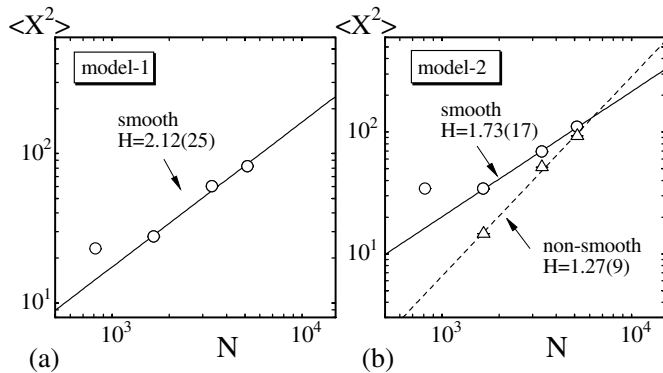 <X²> N
model-1
smooth
H=2.12(25)
10²
10¹
10³ 10⁴
(a) N
<X²> N
model-2
smooth
H=1.73(17)
non-smooth
H=1.27(9)
10³
10²
10¹
10³ 10⁴
(b) N